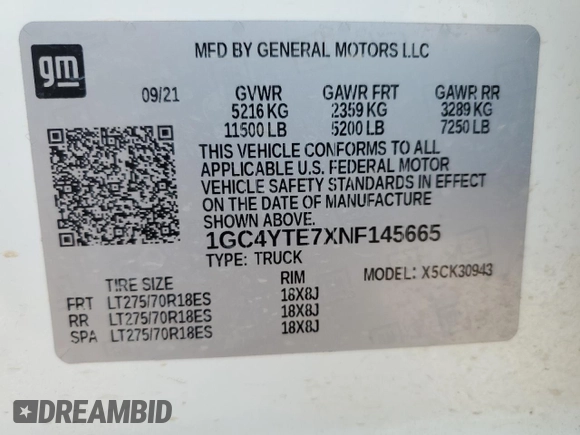 gm
MFD BY GENERAL MOTORS LLC
09/21 GVWR GAWR FRT GAWR RR
5216 KG 2359 KG 3289 KG
11500 LB 5200 LB 7250 LB
THIS VEHICLE CONFORMS TO ALL
APPLICABLE U.S. FEDERAL MOTOR
VEHICLE SAFETY STANDARDS IN EFFECT
ON THE DATE OF MANUFACTURE
SHOWN ABOVE.
1GC4YTE7XNF145665
TYPE: TRUCK MODEL: X5CK30943
TIRE SIZE RIM
FRT LT275/70R18ES 18X8J
RR LT275/70R18ES 18X8J
SPA LT275/70R18ES 18X8J
DREAMBID